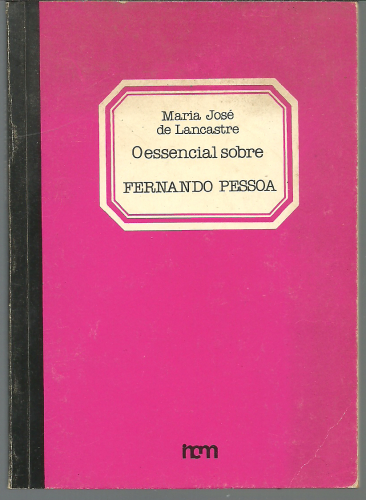 Maria José
de Lancastre
O essencial sobre
FERNANDO PESSOA
incm